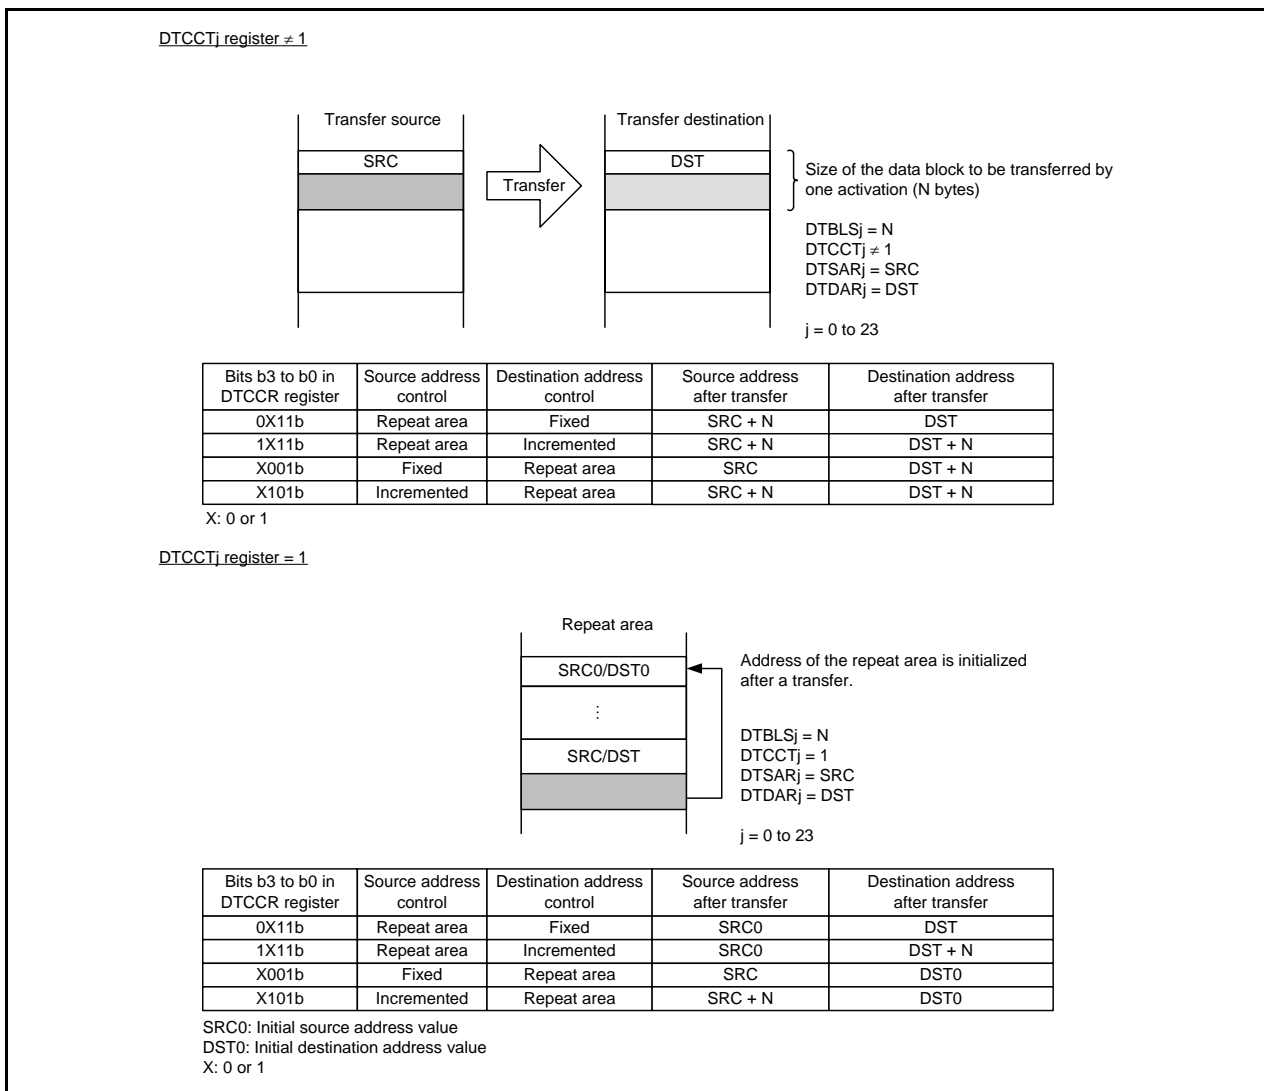 DTCCTj register ≠ 1
Transfer source
Transfer destination
SRC
DST
Transfer
Size of the data block to be transferred by
one activation (N bytes)
DTBLSj = N
DTCCTj ≠ 1
DTSARj = SRC
DTDARj = DST
j = 0 to 23
Bits b3 to b0 in DTCCR register Source address control Destination address control Source address after transfer Destination address after transfer
0X11b Repeat area Fixed SRC + N DST
1X11b Repeat area Incremented SRC + N DST + N
X001b Fixed Repeat area SRC DST + N
X101b Incremented Repeat area SRC + N DST + N
X: 0 or 1
DTCCTj register = 1
Repeat area
SRC0/DST0
⋮
SRC/DST
Address of the repeat area is initialized
after a transfer.
DTBLSj = N
DTCCTj = 1
DTSARj = SRC
DTDARj = DST
j = 0 to 23
Bits b3 to b0 in DTCCR register Source address control Destination address control Source address after transfer Destination address after transfer
0X11b Repeat area Fixed SRC0 DST
1X11b Repeat area Incremented SRC0 DST + N
X001b Fixed Repeat area SRC DST0
X101b Incremented Repeat area SRC + N DST0
SRC0: Initial source address value
DST0: Initial destination address value
X: 0 or 1